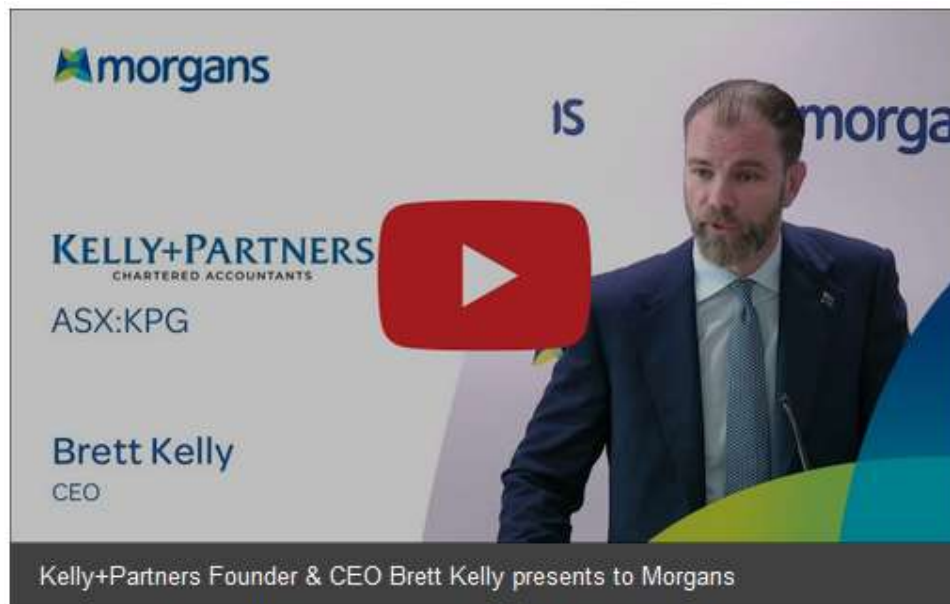 morgans
IS
morga
KELLY+PARTNERS
CHARTERED ACCOUNTANTS
ASX:KPG
Brett Kelly
CEO
Kelly+Partners Founder & CEO Brett Kelly presents to Morgans